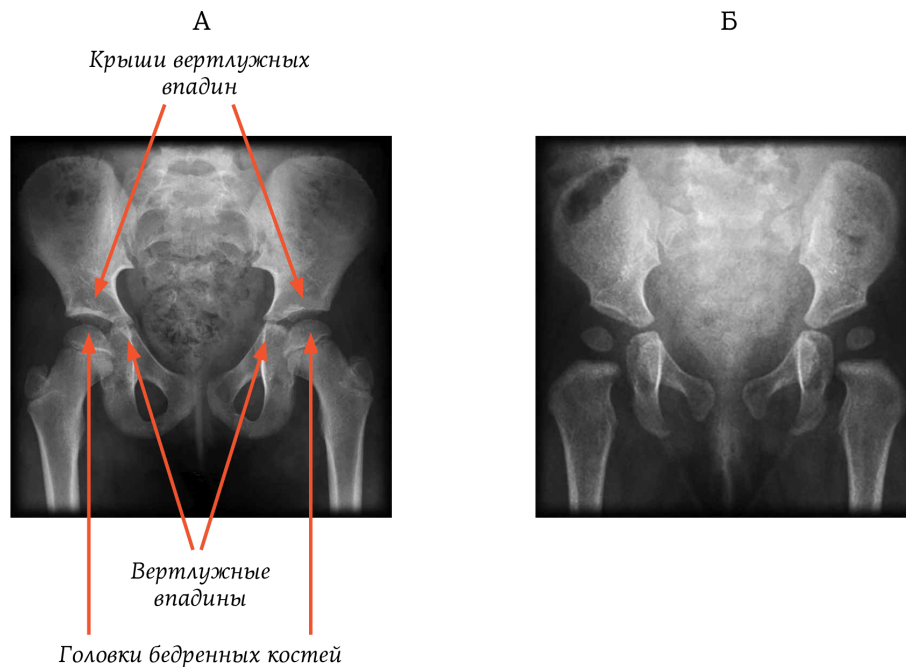 А
Б
Крыши вертлужных
впадин
Вертлужные
впадины
Головки бедренных костей